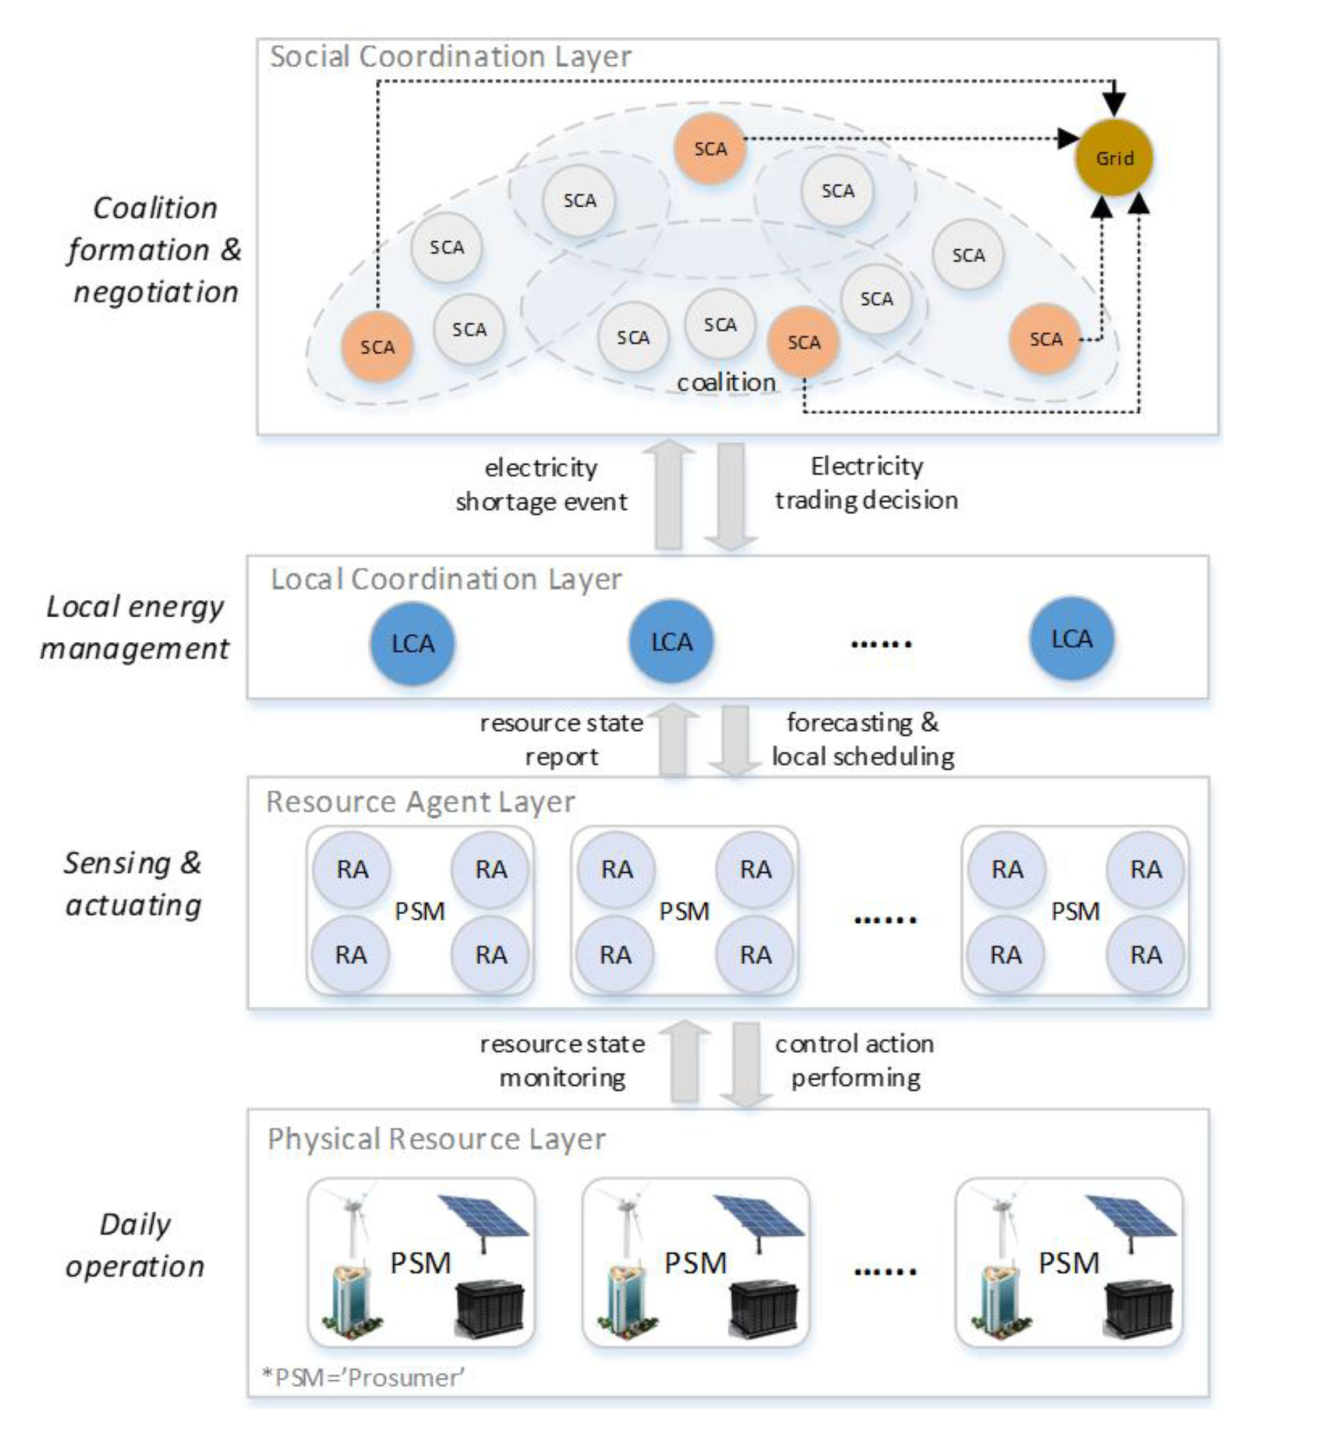 Social Coordination Layer
Coalition
formation &
negotiation
SCA
Grid
SCA
SCA
SCA
SCA
SCA
SCA
SCA
SCA
SCA
SCA
SCA
SCA
coalition
electricity
shortage event
Electricity
trading decision
Local Coordination Layer
Local energy
management
LCA
LCA
......
LCA
resource state
report
forecasting &
local scheduling
Resource Agent Layer
Sensing &
actuating
RA
RA
RA
RA
RA
RA
PSM
PSM
......
PSM
RA
RA
RA
RA
RA
RA
resource state
monitoring
control action
performing
Physical Resource Layer
Daily
operation
PSM
PSM
......
PSM
*PSM='Prosumer'